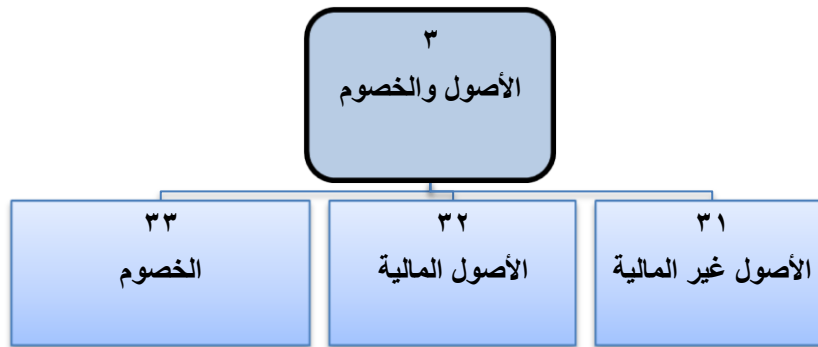 ٣
الأصول والخصوم
٣١
الأصول غير المالية
٣٢
الأصول المالية
٣٣
الخصوم